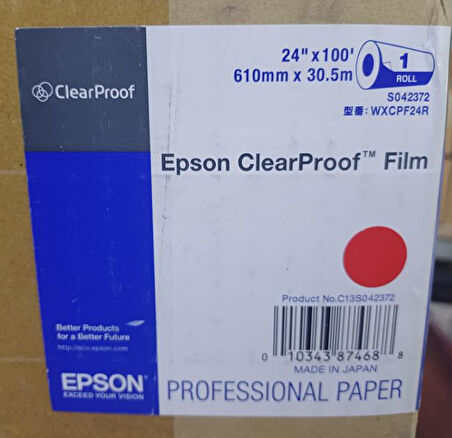 ClearProof
24" x 100'
610mm x 30.5m
1
ROLL
S042372
型番: WXCPF24R
Epson ClearProof™ Film
Product No.C13S042372
0 10343 87468 8
MADE IN JAPAN
Better Products
for a Better Future
http://eco.epson.com
EPSON
EXCEED YOUR VISION
PROFESSIONAL PAPER